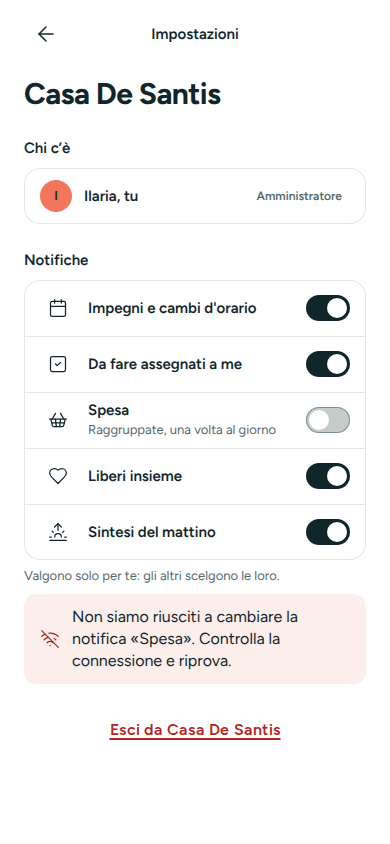 Impostazioni
Casa De Santis
Chi c'è
I
Ilaria, tu
Amministratore
Notifiche
Impegni e cambi d'orario
Da fare assegnati a me
Spesa
Raggruppate, una volta al giorno
Liberi insieme
Sintesi del mattino
Valgono solo per te: gli altri scelgono le loro.
Non siamo riusciti a cambiare la
notifica «Spesa». Controlla la
connessione e riprova.
Esci da Casa De Santis